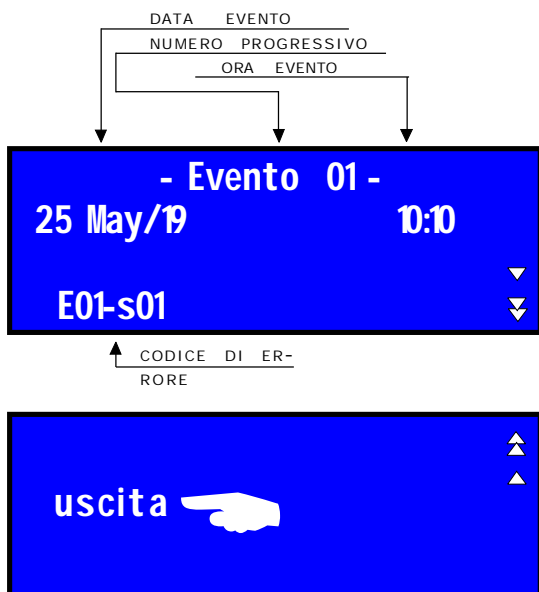 DATA EVENTO
NUMERO PROGRESSIVO
ORA EVENTO
- Evento 01 -
25 May/19 10:10
E01-s01
CODICE DI ER-
RORE
uscita